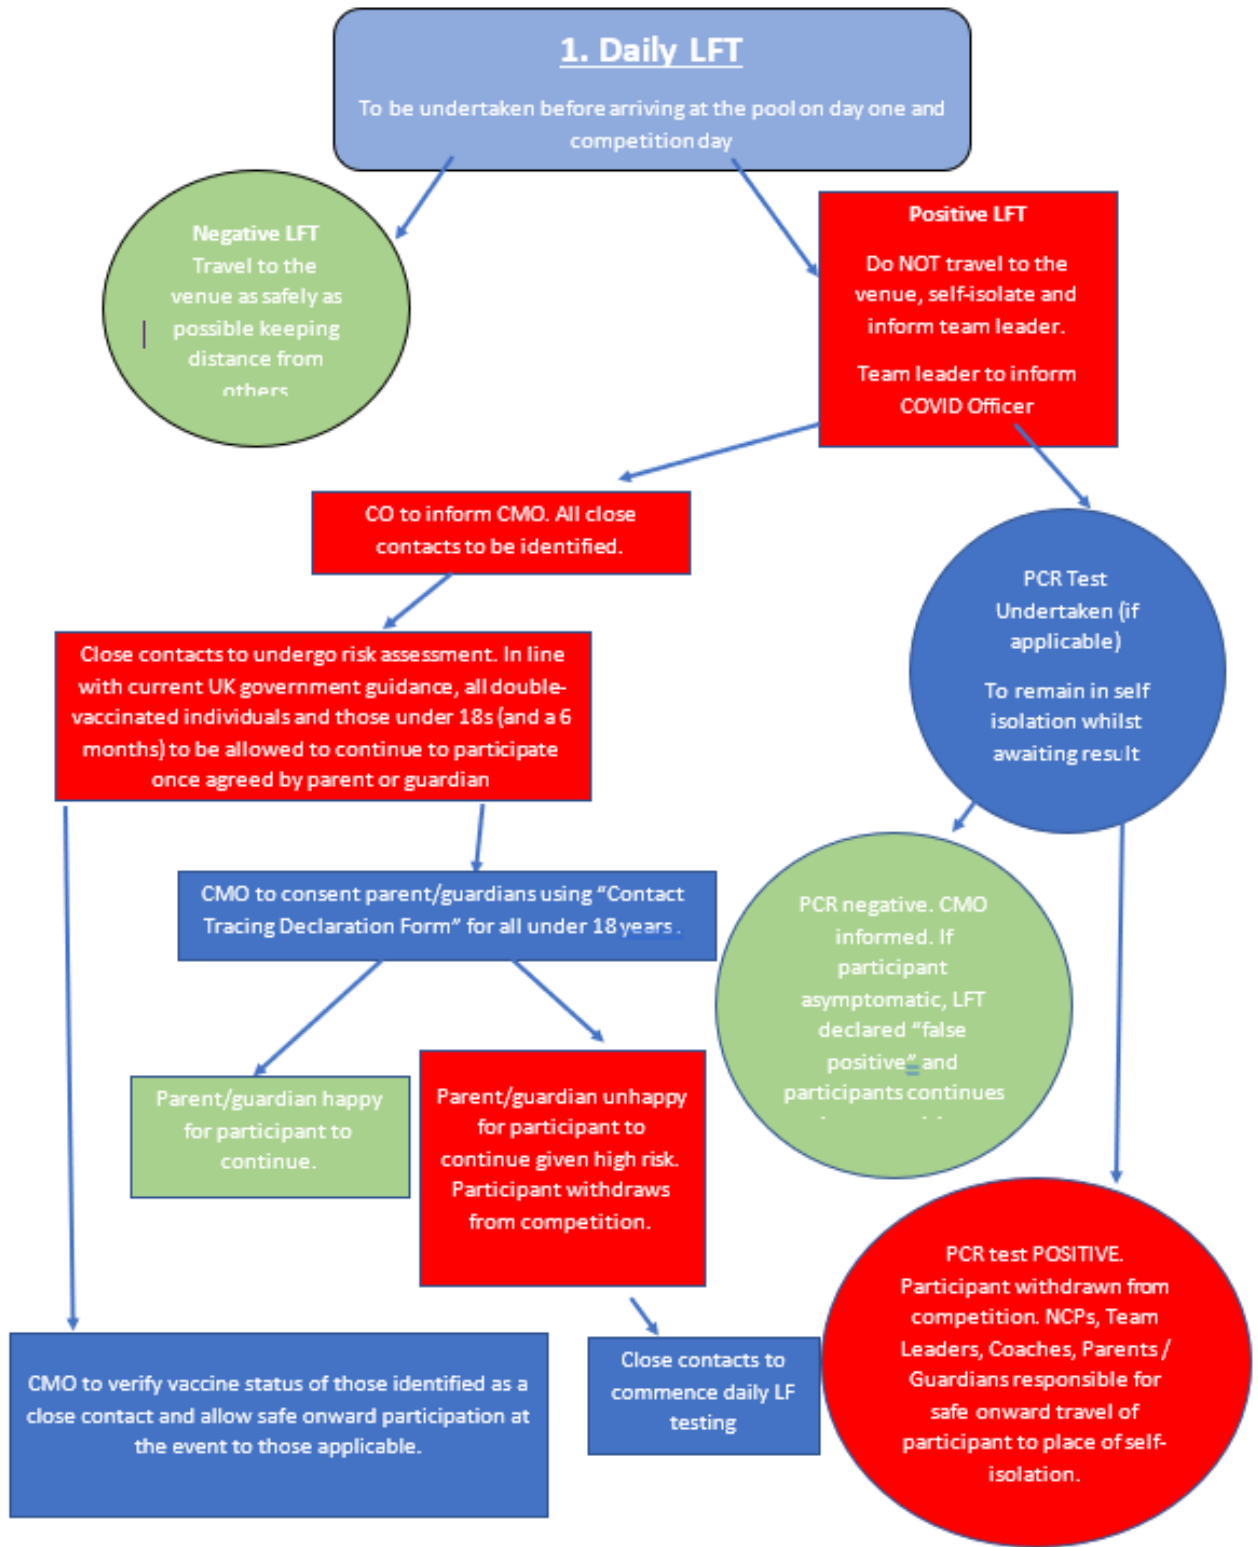 1. Daily LFT
To be undertaken before arriving at the pool on day one and
competition day
Negative LFT
Travel to the
venue as safely as
possible keeping
distance from
others
Positive LFT
Do NOT travel to the
venue, self-isolate and
inform team leader.
Team leader to inform
COVID Officer
CO to inform CMO. All close
contacts to be identified.
PCR Test
Undertaken (if
applicable)
To remain in self
isolation whilst
awaiting result
Close contacts to undergo risk assessment. In line
with current UK government guidance, all double-
vaccinated individuals and those under 18s (and a 6
months) to be allowed to continue to participate
once agreed by parent or guardian
CMO to consent parent/guardians using “Contact
Tracing Declaration Form” for all under 18 years.
PCR negative. CMO
informed. If
participant
asymptomatic, LFT
declared “false
positive” and
participants continues
Parent/guardian happy
for participant to
continue.
Parent/guardian unhappy
for participant to
continue given high risk.
Participant withdraws
from competition.
PCR test POSITIVE.
Participant withdrawn from
competition. NCPs, Team
Leaders, Coaches, Parents /
Guardians responsible for
safe onward travel of
participant to place of self-
isolation.
Close contacts to
commence daily LF
testing
CMO to verify vaccine status of those identified as a
close contact and allow safe onward participation at
the event to those applicable.